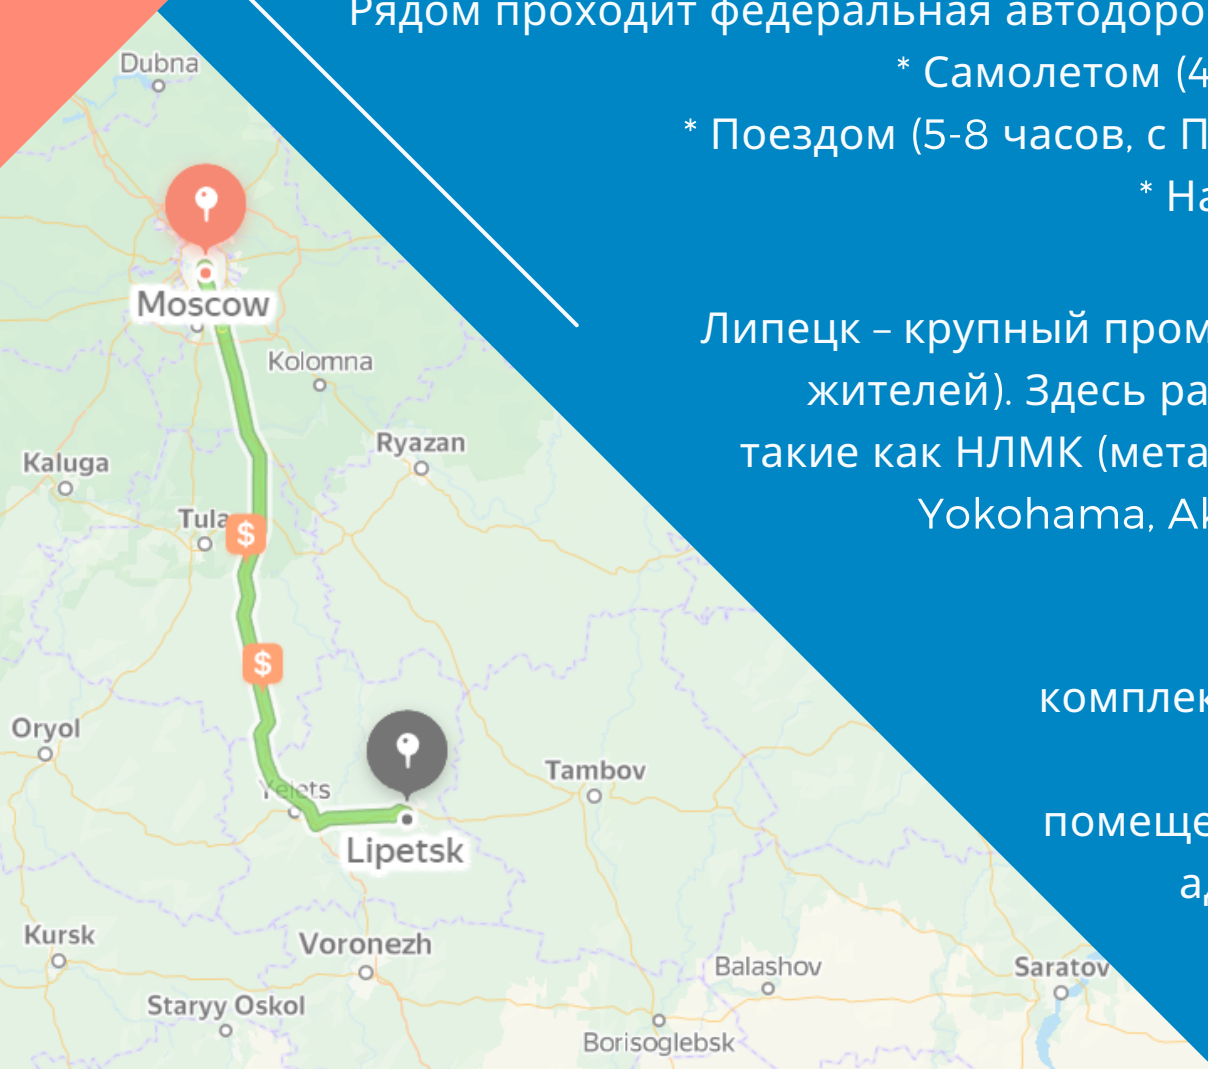 Рядом проходит федеральная автодоро
* Самолетом (4
* Поездом (5-8 часов, с П
* На
Липецк – крупный пром
жителей). Здесь ра
такие как НЛМК (мета
Yokohama, Ak
комплек
помеще
ад
Dubna
Moscow
Kolomna
Ryazan
Kaluga
Tula
$
$
Oryol
Yelets
Tambov
Lipetsk
Kursk
Voronezh
Balashov
Saratov
Staryy Oskol
Borisoglebsk